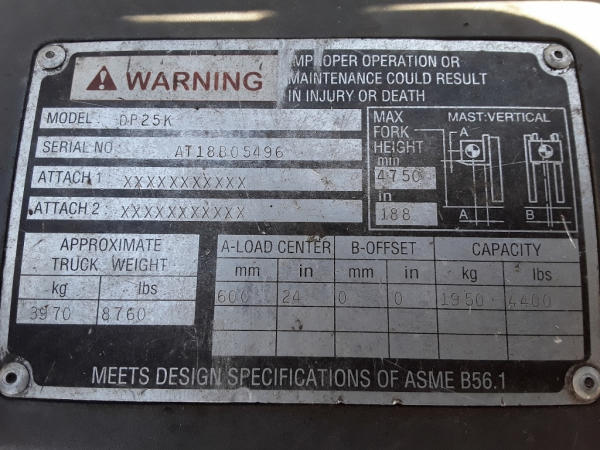 WARNING
IMPROPER OPERATION OR
MAINTENANCE COULD RESULT
IN INJURY OR DEATH
MODEL: DP25K
SERIAL NO. AT18B05496
ATTACH.1 XXXXXXXXXXX
ATTACH.2 XXXXXXXXXXX
MAX
FORK
HEIGHT
mm
4750
in
188
MAST:VERTICAL
A
A
B
APPROXIMATE
TRUCK WEIGHT
kg lbs
3970 8760
A-LOAD CENTER B-OFFSET CAPACITY
mm in mm in kg lbs
600 24 0 0 1950 4400
MEETS DESIGN SPECIFICATIONS OF ASME B56.1